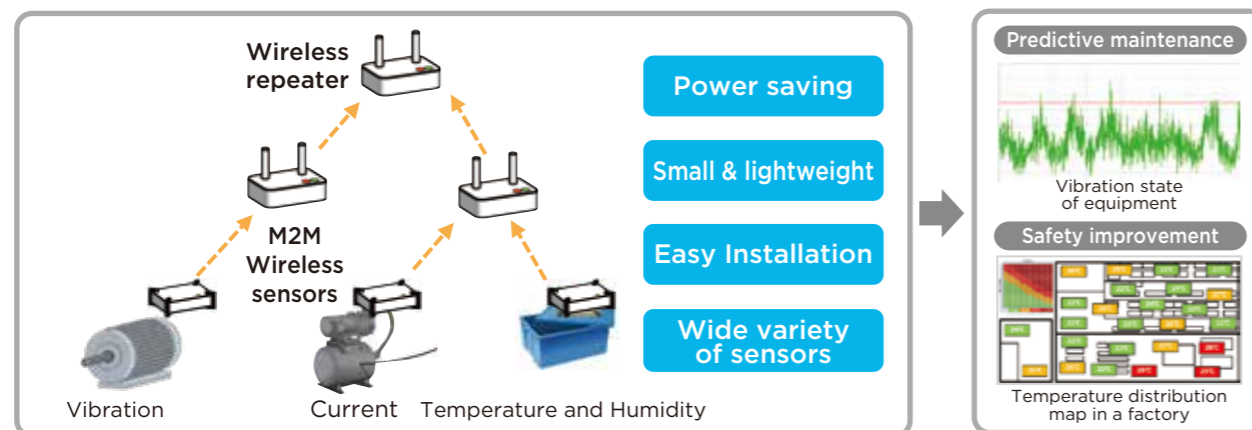 Wireless
repeater
M2M
Wireless
sensors
Vibration
Current
Temperature and Humidity
Power saving
Small & lightweight
Easy Installation
Wide variety
of sensors
Predictive maintenance
Vibration state
of equipment
Safety improvement
Temperature distribution
map in a factory